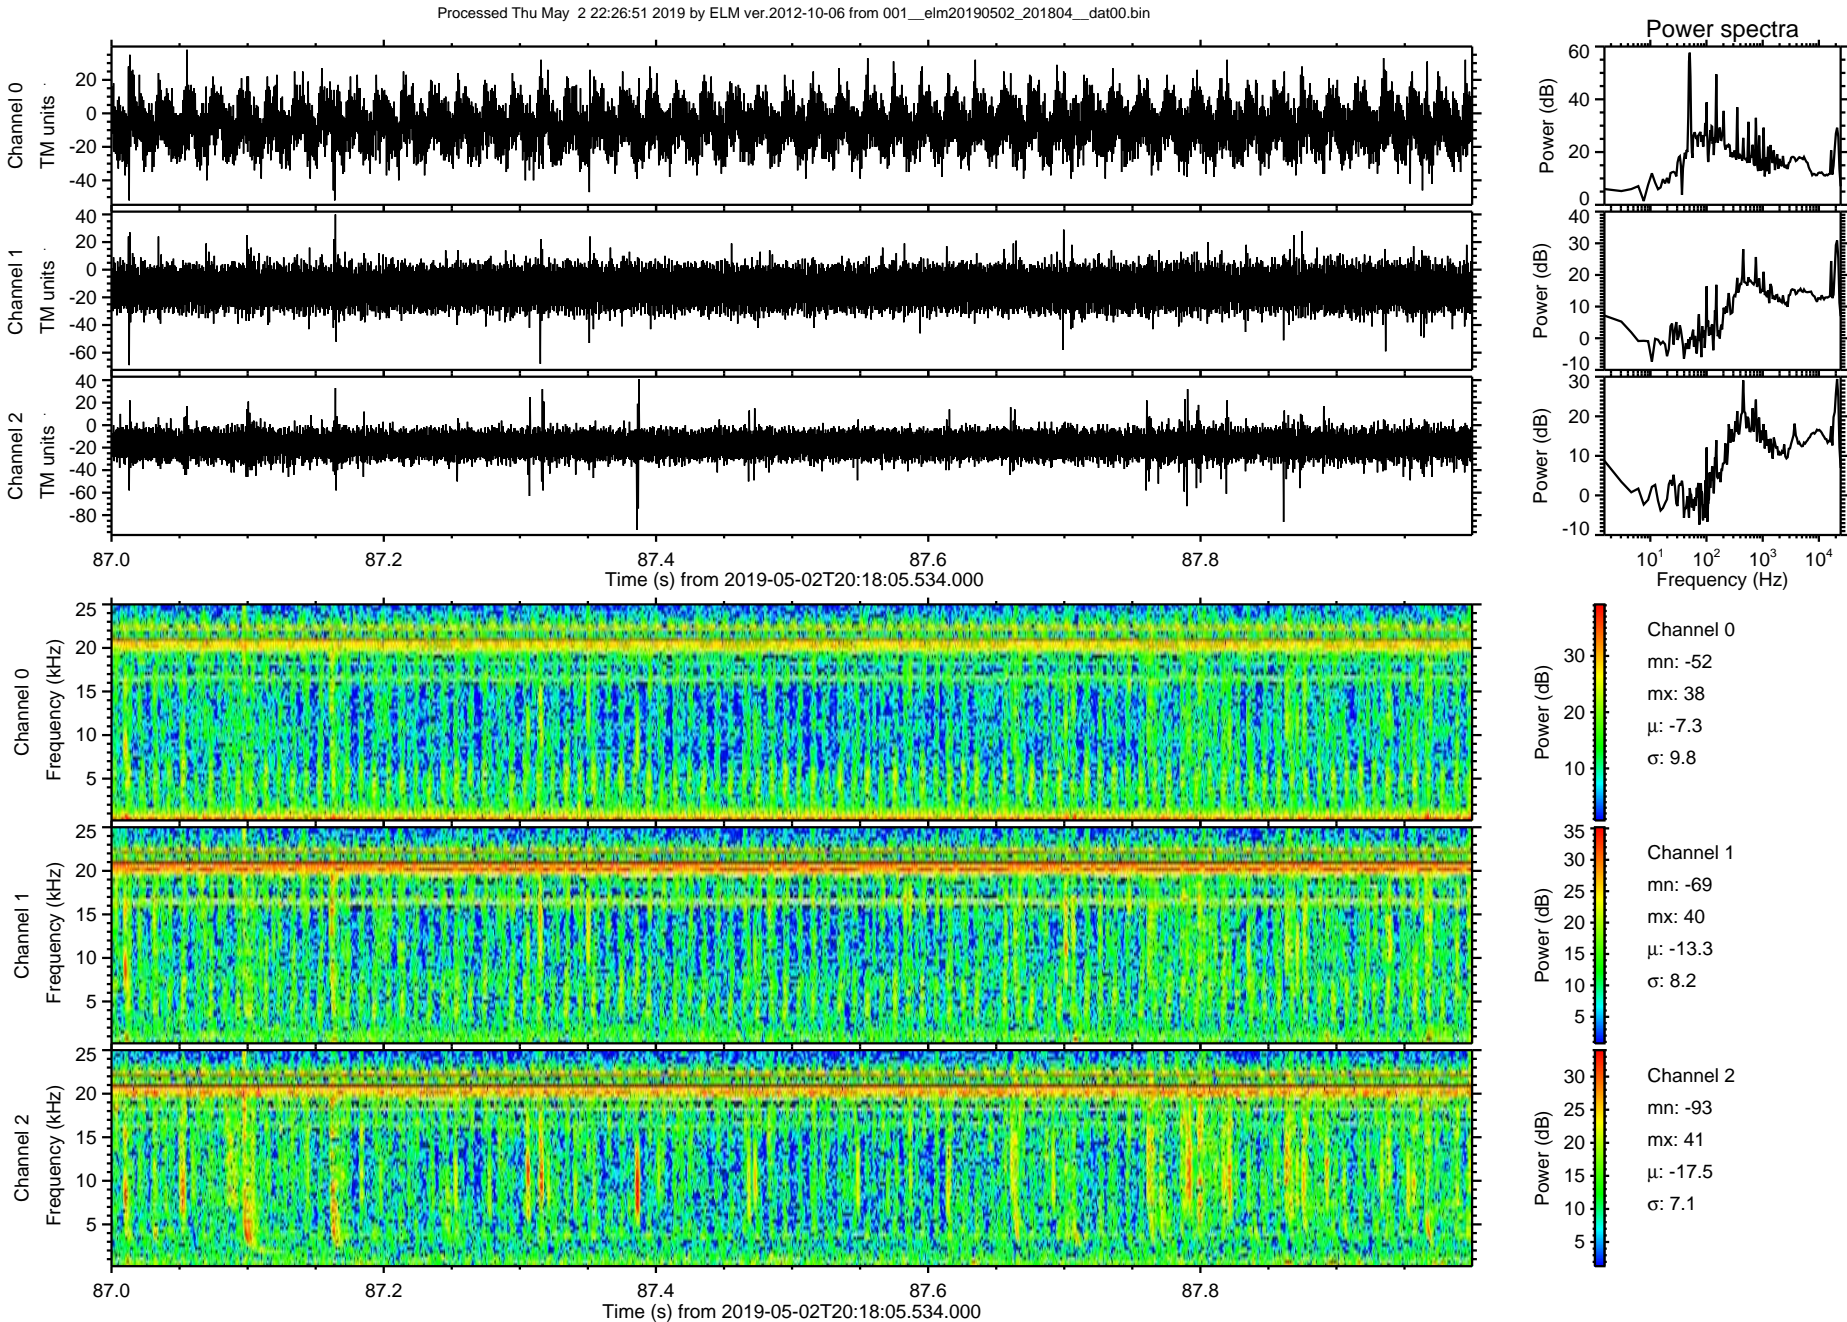 Processed Thu May  2 22:26:51 2019 by ELM ver.2012-10-06 from 001__elm20190502_201804__dat00.bin
Power spectra
Channel 0
TM units
20
0
-20
-40
Power (dB)
60
40
20
0
Channel 1
TM units
40
20
0
-20
-40
-60
Power (dB)
40
30
20
10
0
-10
Channel 2
TM units
40
20
0
-20
-40
-60
-80
Power (dB)
30
20
10
0
-10
87.0 87.2 87.4 87.6 87.8
Time (s) from 2019-05-02T20:18:05.534.000
10^1 10^2 10^3 10^4
Frequency (Hz)
Channel 0
Frequency (kHz)
25
20
15
10
5
Power (dB)
30
20
10
Channel 0
mn: -52
mx: 38
μ: -7.3
σ: 9.8
Channel 1
Frequency (kHz)
25
20
15
10
5
Power (dB)
35
30
25
20
15
10
5
Channel 1
mn: -69
mx: 40
μ: -13.3
σ: 8.2
Channel 2
Frequency (kHz)
25
20
15
10
5
Power (dB)
30
25
20
15
10
5
Channel 2
mn: -93
mx: 41
μ: -17.5
σ: 7.1
87.0 87.2 87.4 87.6 87.8
Time (s) from 2019-05-02T20:18:05.534.000